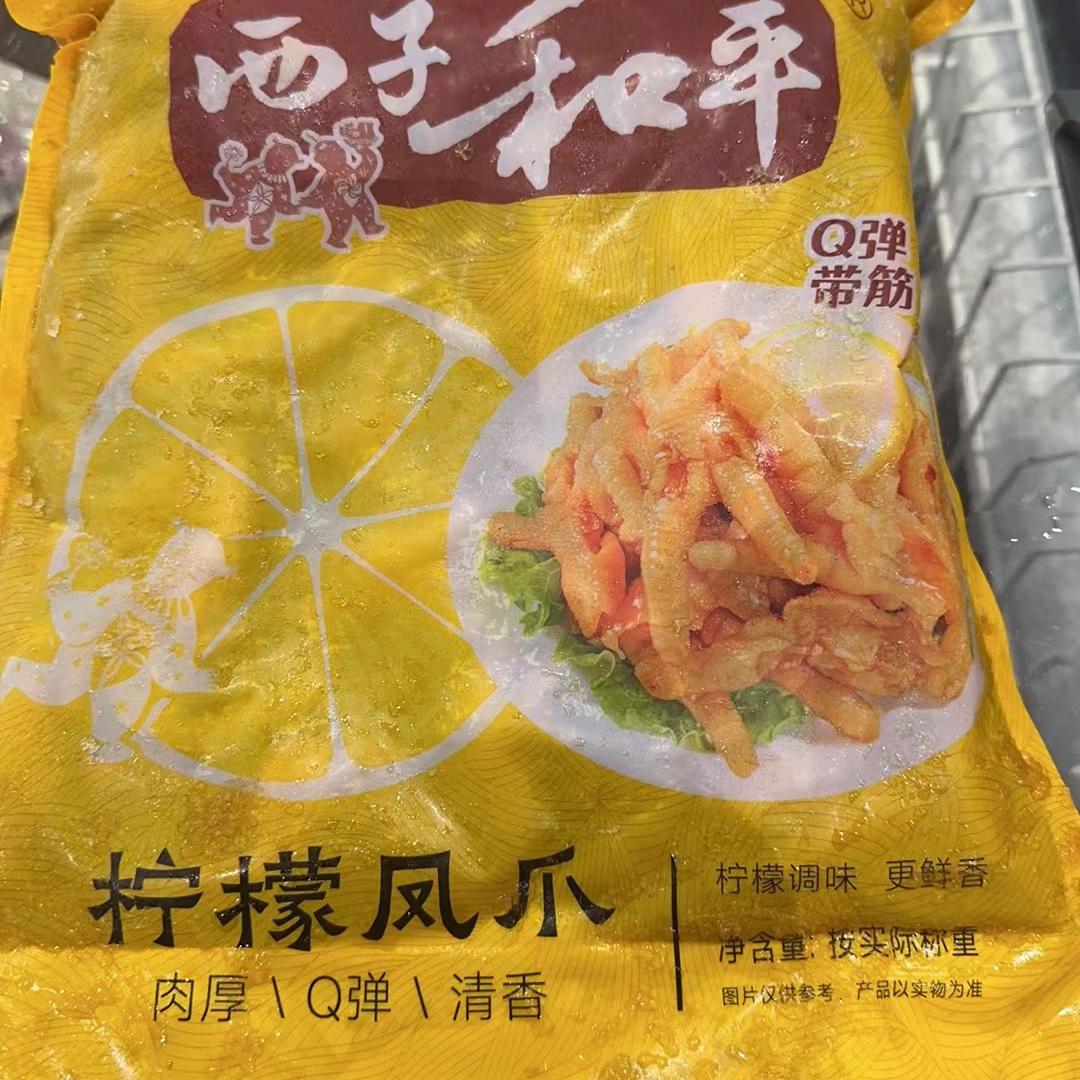 西子和平
Q弹
带筋
柠檬凤爪
肉厚 \ Q弹 \ 清香
柠檬调味 更鲜香
净含量: 按实际称重
图片仅供参考 产品以实物为准